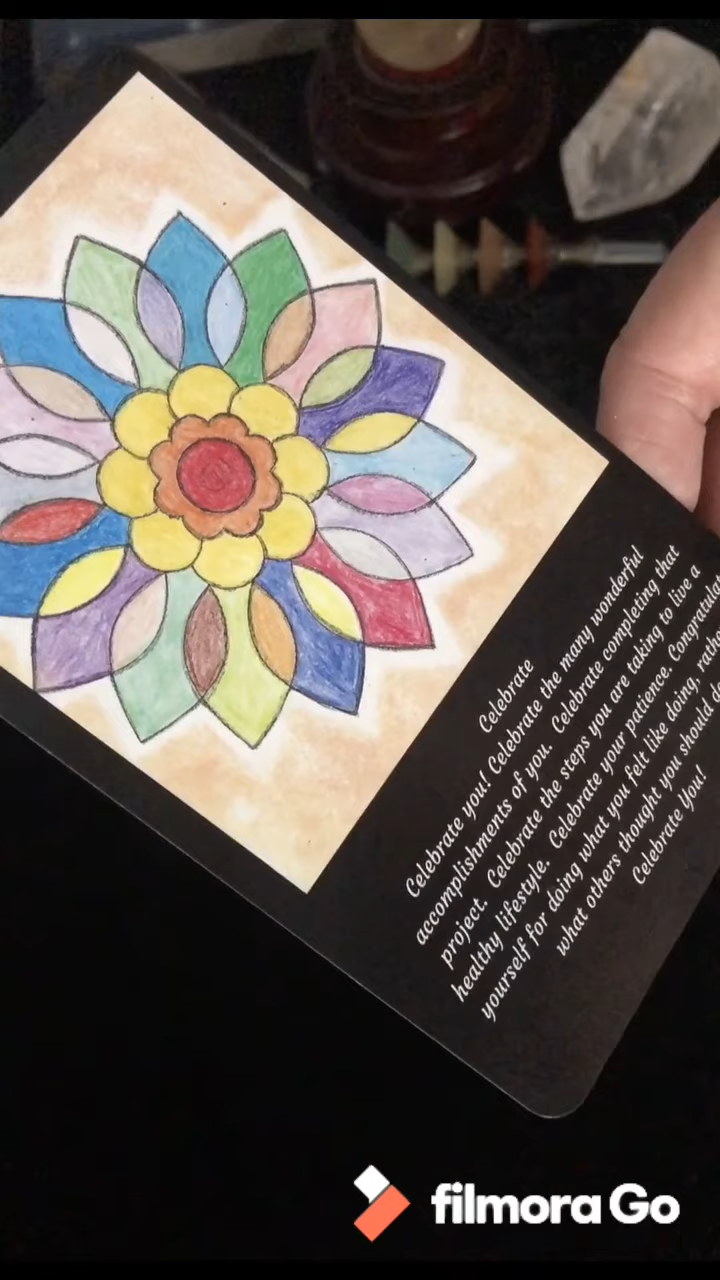 Celebrate
Celebrate you! Celebrate the many wonderful
accomplishments of you. Celebrate completing that
project. Celebrate the steps you are taking to live a
healthy lifestyle. Celebrate your patience.
yourself for doing what you felt like doing,
what others thought you should
Celebrate You!
filmora Go